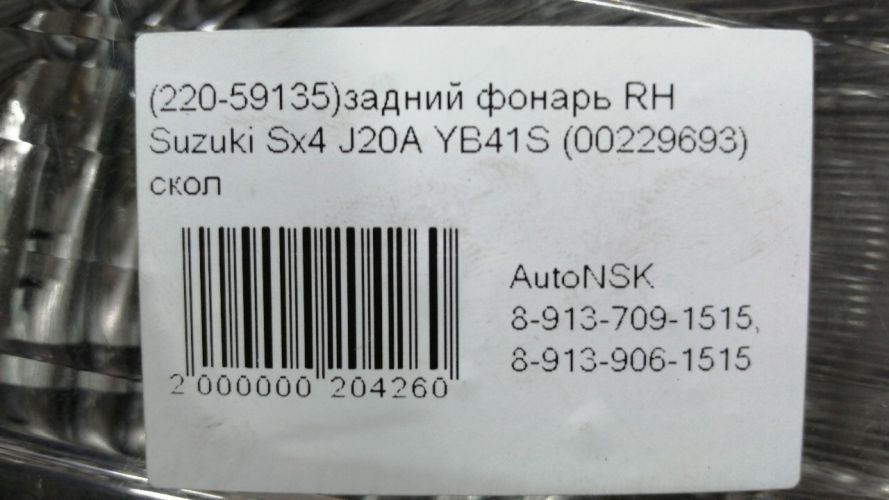 (220-59135)задний фонарь RH
Suzuki Sx4 J20A YB41S (00229693)
скол
AutoNSK
8-913-709-1515,
8-913-906-1515
2 000000 204260